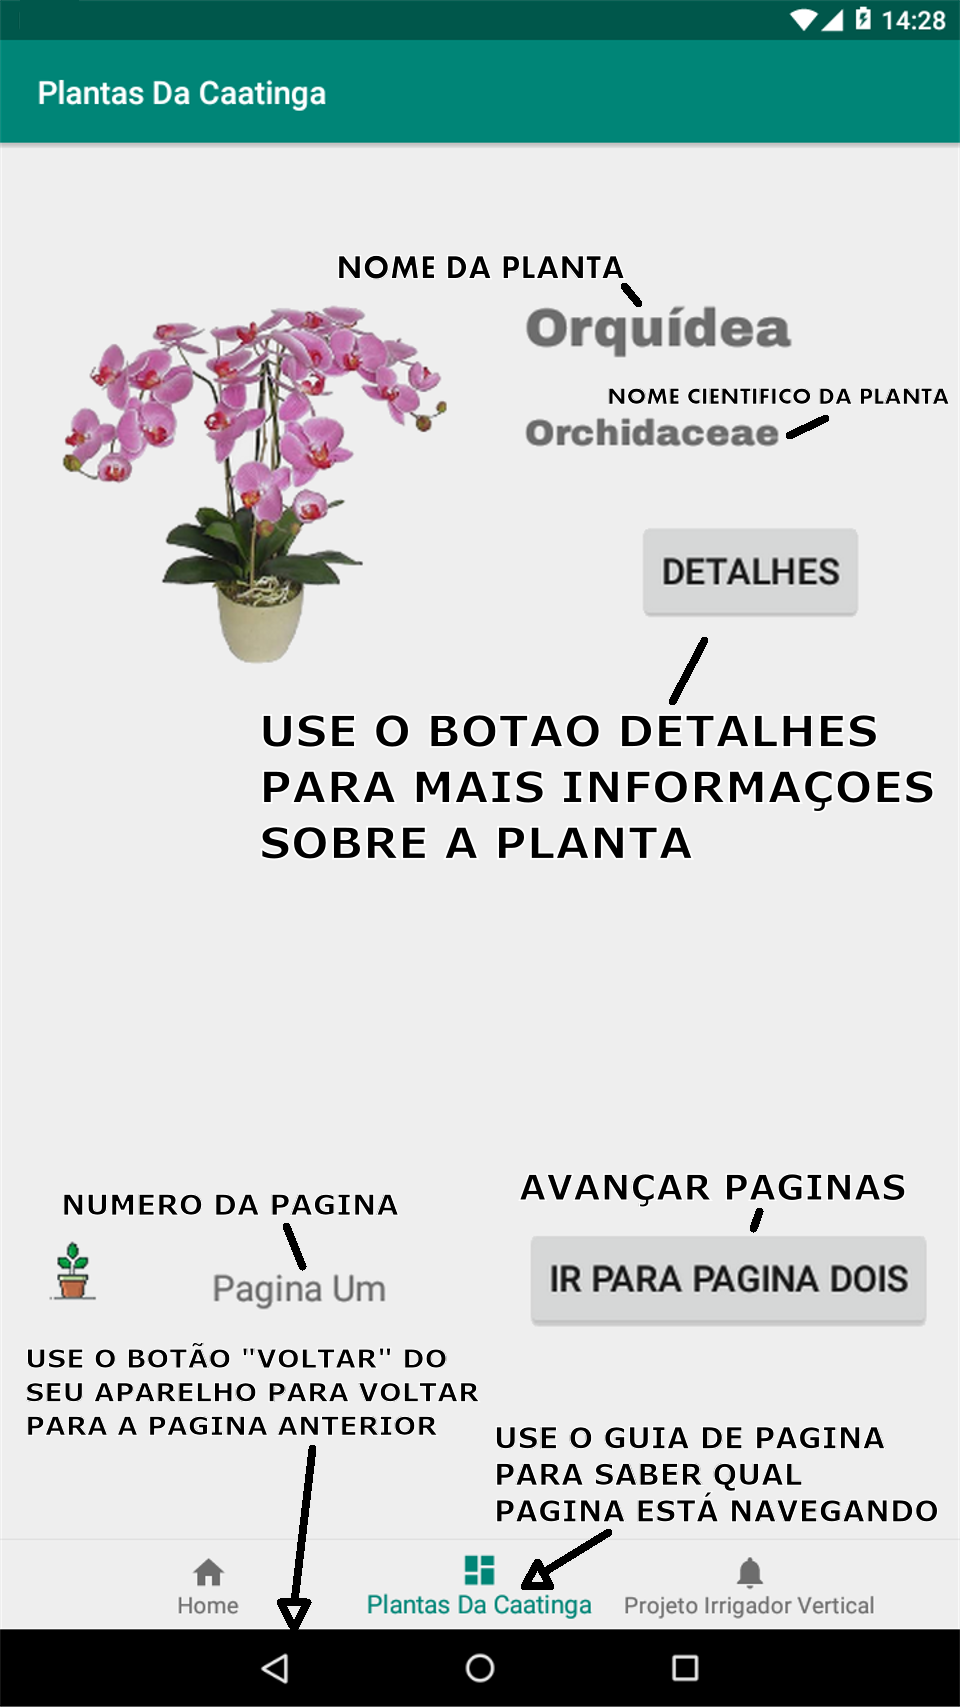 14:28
Plantas Da Caatinga
NOME DA PLANTA
Orquídea
NOME CIENTIFICO DA PLANTA
Orchidaceae
DETALHES
USE O BOTAO DETALHES
PARA MAIS INFORMAÇOES
SOBRE A PLANTA
AVANÇAR PAGINAS
NUMERO DA PAGINA
IR PARA PAGINA DOIS
Pagina Um
USE O BOTÃO "VOLTAR" DO
SEU APARELHO PARA VOLTAR
PARA A PAGINA ANTERIOR
USE O GUIA DE PAGINA
PARA SABER QUAL
PAGINA ESTÁ NAVEGANDO
Home
Plantas Da Caatinga
Projeto Irrigador Vertical